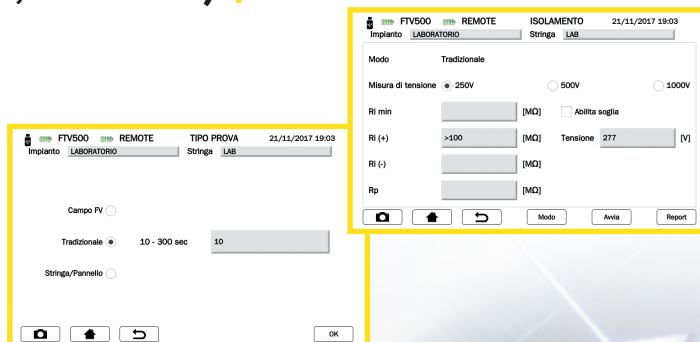 FTV500 REMOTE ISOLAMENTO 21/11/2017 19:03
Impianto LABORATORIO Stringa LAB
Modo Tradizionale
Misura di tensione 250V 500V 1000V
Ri min [MΩ] Abilita soglia
Ri (+) >100 [MΩ] Tensione 277 [V]
Ri (-) [MΩ]
Rp [MΩ]
Modo Avvia Report
FTV500 REMOTE TIPO PROVA 21/11/2017 19:03
Impianto LABORATORIO Stringa LAB
Campo FV
Tradizionale 10 - 300 sec 10
Stringa/Pannello
OK